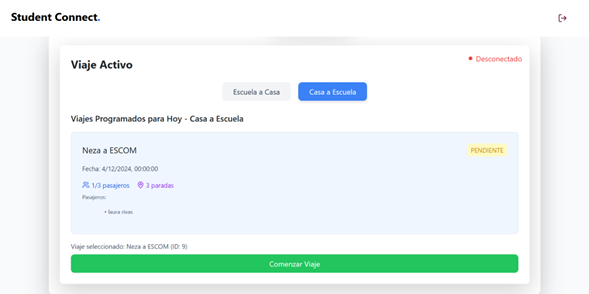 Student Connect.
Viaje Activo
Desconectado
Escuela a Casa
Casa a Escuela
Viajes Programados para Hoy - Casa a Escuela
Neza a ESCOM
PENDIENTE
Fecha: 4/12/2024, 00:00:00
1/3 pasajeros
3 paradas
Pasajeros:
• laura rivas
Viaje seleccionado: Neza a ESCOM (ID: 9)
Comenzar Viaje